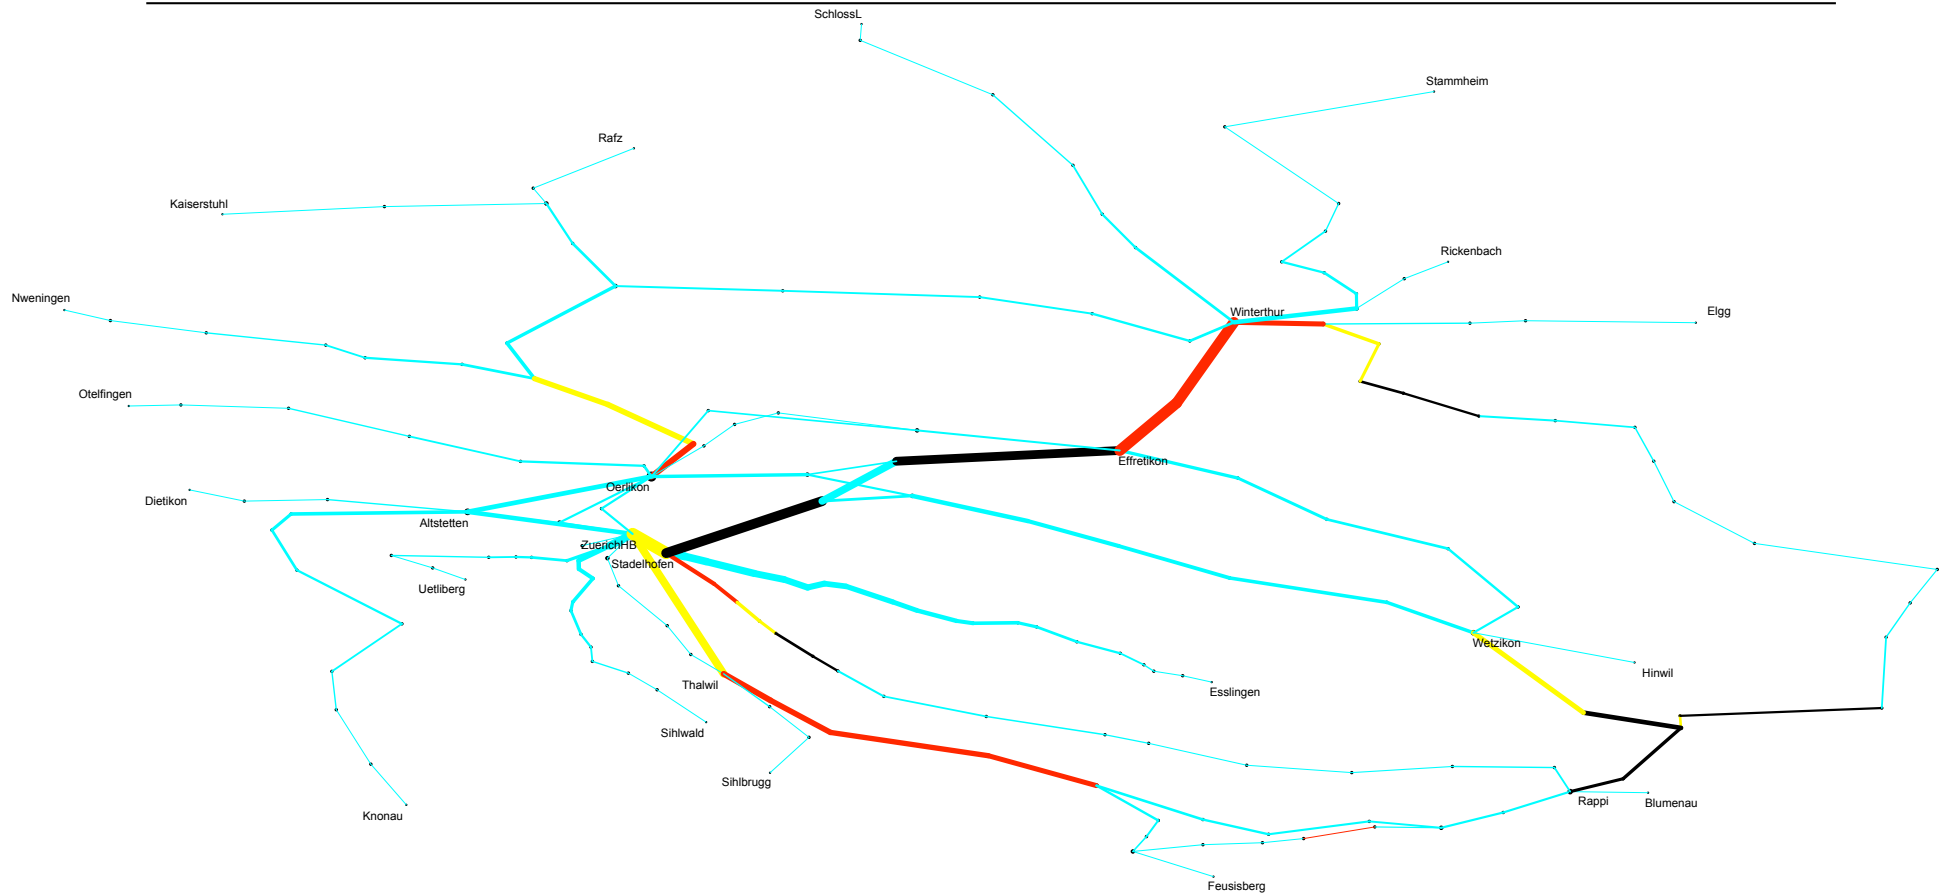 SchlossL
Stammheim
Rafz
Kaiserstuhl
Rickenbach
Nweningen
Winterthur
Elgg
Otelfingen
Effretikon
Oerlikon
Dietikon
Altstetten
ZuerichHB
Stadelhofen
Uetliberg
Wetzikon
Hinwil
Thalwil
Esslingen
Sihlwald
Sihlbrugg
Rappi
Blumenau
Knonau
Feusisberg